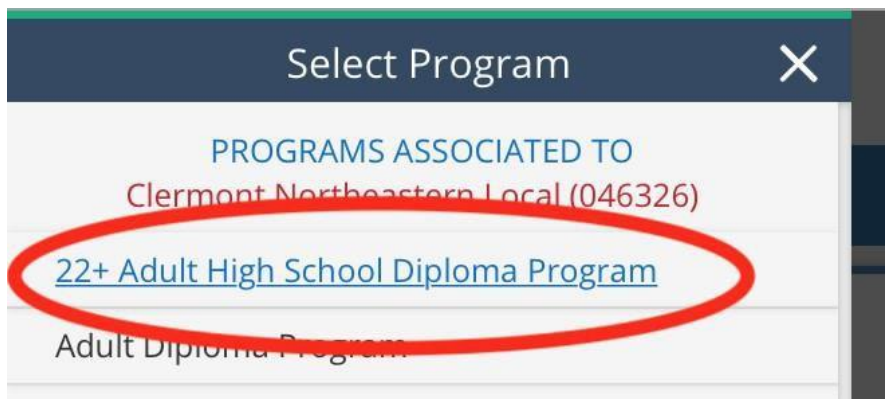 Select Program
PROGRAMS ASSOCIATED TO
Clermont Northeastern Local (046326)
22+ Adult High School Diploma Program
Adult Diploma Program